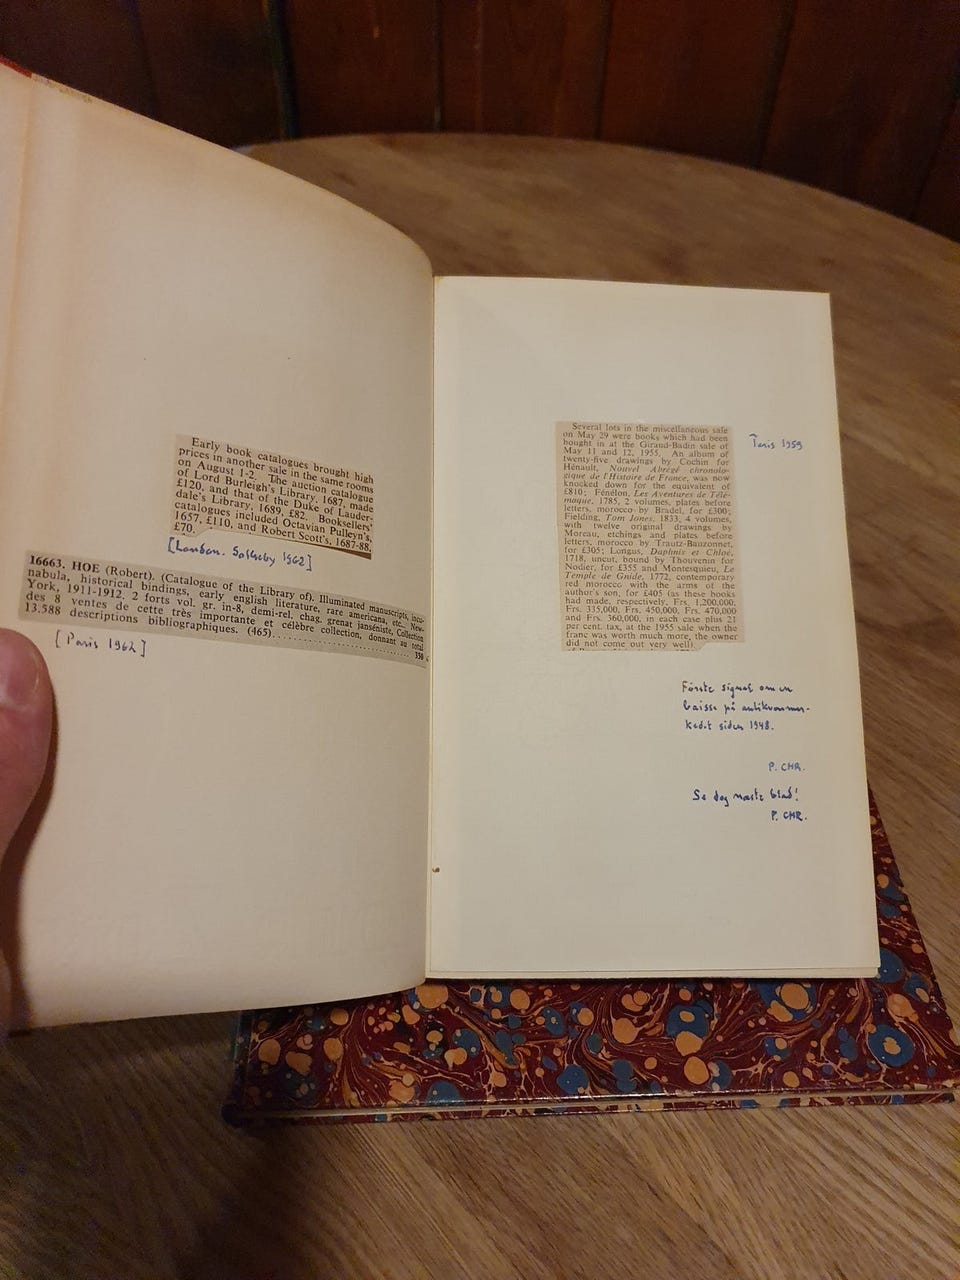 Early book catalogues brought high
prices in another sale in the same rooms
on August 1-2. The auction catalogue
of Lord Burleigh's Library, 1687, made
£120, and that of the Duke of Lauder-
dale's Library, 1689, £82. Booksellers'
catalogues included Octavian Pulleyn's,
1657, £110, and Robert Scott's, 1687-88,
£70.
[London. Sotheby 1962]
16663. HOE (Robert). (Catalogue of the Library of). Illuminated manuscripts, incu-
nabula, historical bindings, early english literature, rare americana, etc., New-
York, 1911-1912, 2 forts vol. gr. in-8, demi-rel. chag. grenat janséniste, Collection
des 8 ventes de cette très importante et célèbre collection, donnant au total
13.588 descriptions bibliographiques. (465) 350
[Paris 1962]
Several lots in the miscellaneous sale
on May 29 were books which had been
bought in at the Giraud-Badin sale of
May 11 and 12, 1955. An album of
twenty-five drawings by Cochin for
Hénault, Nouvel Abrégé chronolo-
gique de l'Histoire de France, was now
knocked down for the equivalent of
£810; Fénélon, Les Aventures de Télé-
maque, 1785, 2 volumes, plates before
letters, morocco by Bradel, for £300;
Fielding, Tom Jones, 1833, 4 volumes,
with twelve original drawings by
Moreau, etchings and plates before
letters, morocco by Trautz-Bauzonnet,
for £305; Longus, Daphnis et Chloé,
1718, uncut, bound by Thouvenin for
Nodier, for £355 and Montesquieu, Le
Temple de Gnide, 1772, contemporary
red morocco with the arms of the
author's son, for £405 (as these books
had made, respectively, Frs. 1,200,000,
Frs. 335,000, Frs. 450,000, Frs. 470,000
and Frs. 360,000, in each case plus 21
per cent. tax, at the 1955 sale when the
franc was worth much more, the owner
did not come out very well).
Paris 1959
Første signal om en
baisse på antikvarmar-
kedet siden 1948.
P. CHR.
Se dog næste blad!
P. CHR.